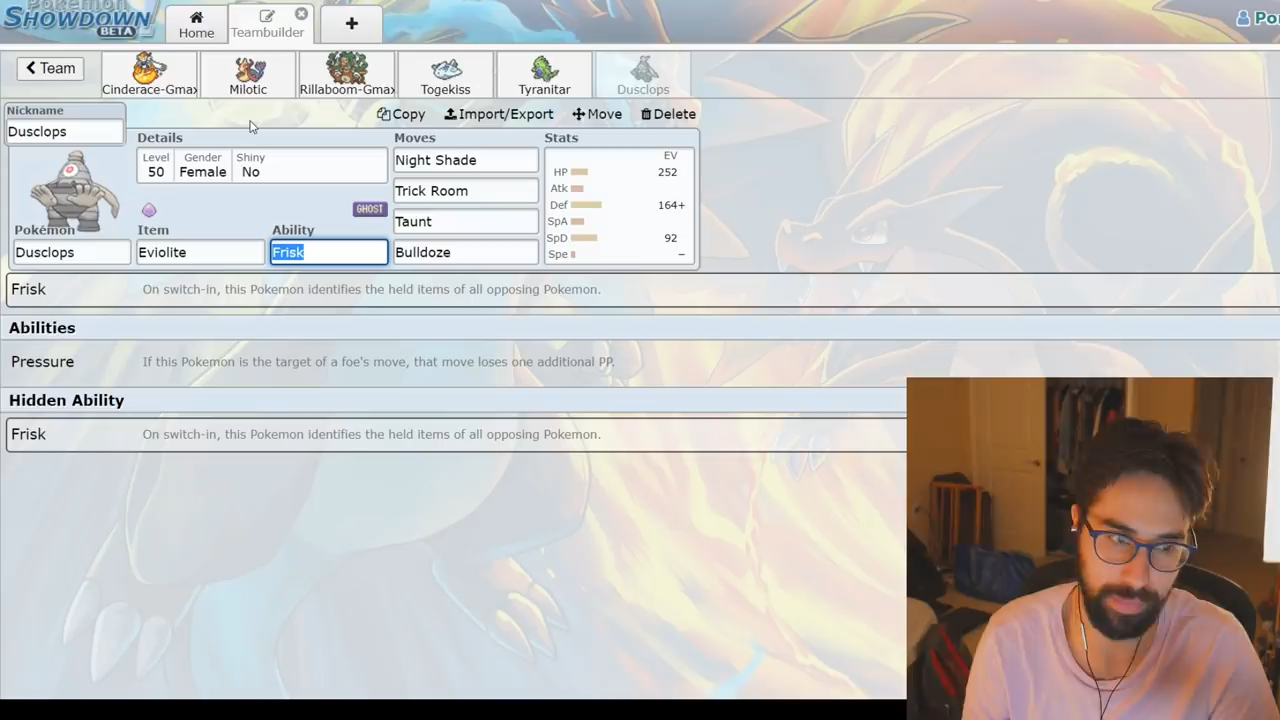 Pokémon
SHOWDOWN
BETA
Home
Teambuilder
+
Po
Team
Cinderace-Gmax
Milotic
Rillaboom-Gmax
Togekiss
Tyranitar
Dusclops
Nickname
Dusclops
Copy
Import/Export
Move
Delete
Details
Moves
Stats
Level
50
Gender
Female
Shiny
No
Night Shade
Trick Room
Taunt
Bulldoze
EV
HP 252
Atk
Def 164+
SpA
SpD 92
Spe –
GHOST
Pokémon
Item
Ability
Dusclops
Eviolite
Frisk
Frisk On switch-in, this Pokemon identifies the held items of all opposing Pokemon.
Abilities
Pressure If this Pokemon is the target of a foe's move, that move loses one additional PP.
Hidden Ability
Frisk On switch-in, this Pokemon identifies the held items of all opposing Pokemon.